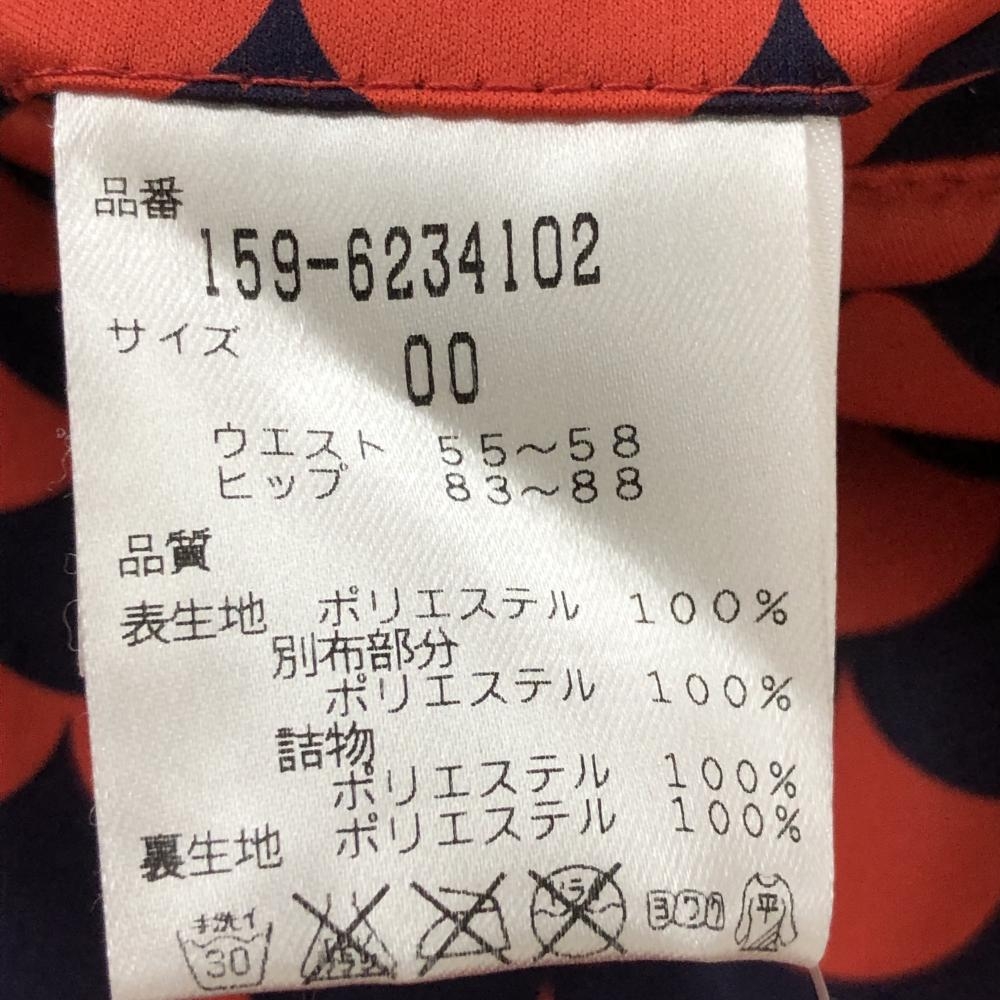 品番
159-6234102
サイズ
00
ウエスト 55～58
ヒップ 83～88
品質
表生地 ポリエステル 100%
別布部分
ポリエステル 100%
詰物
ポリエステル 100%
裏生地 ポリエステル 100%
手洗イ 30 ドライ ヨワク 平